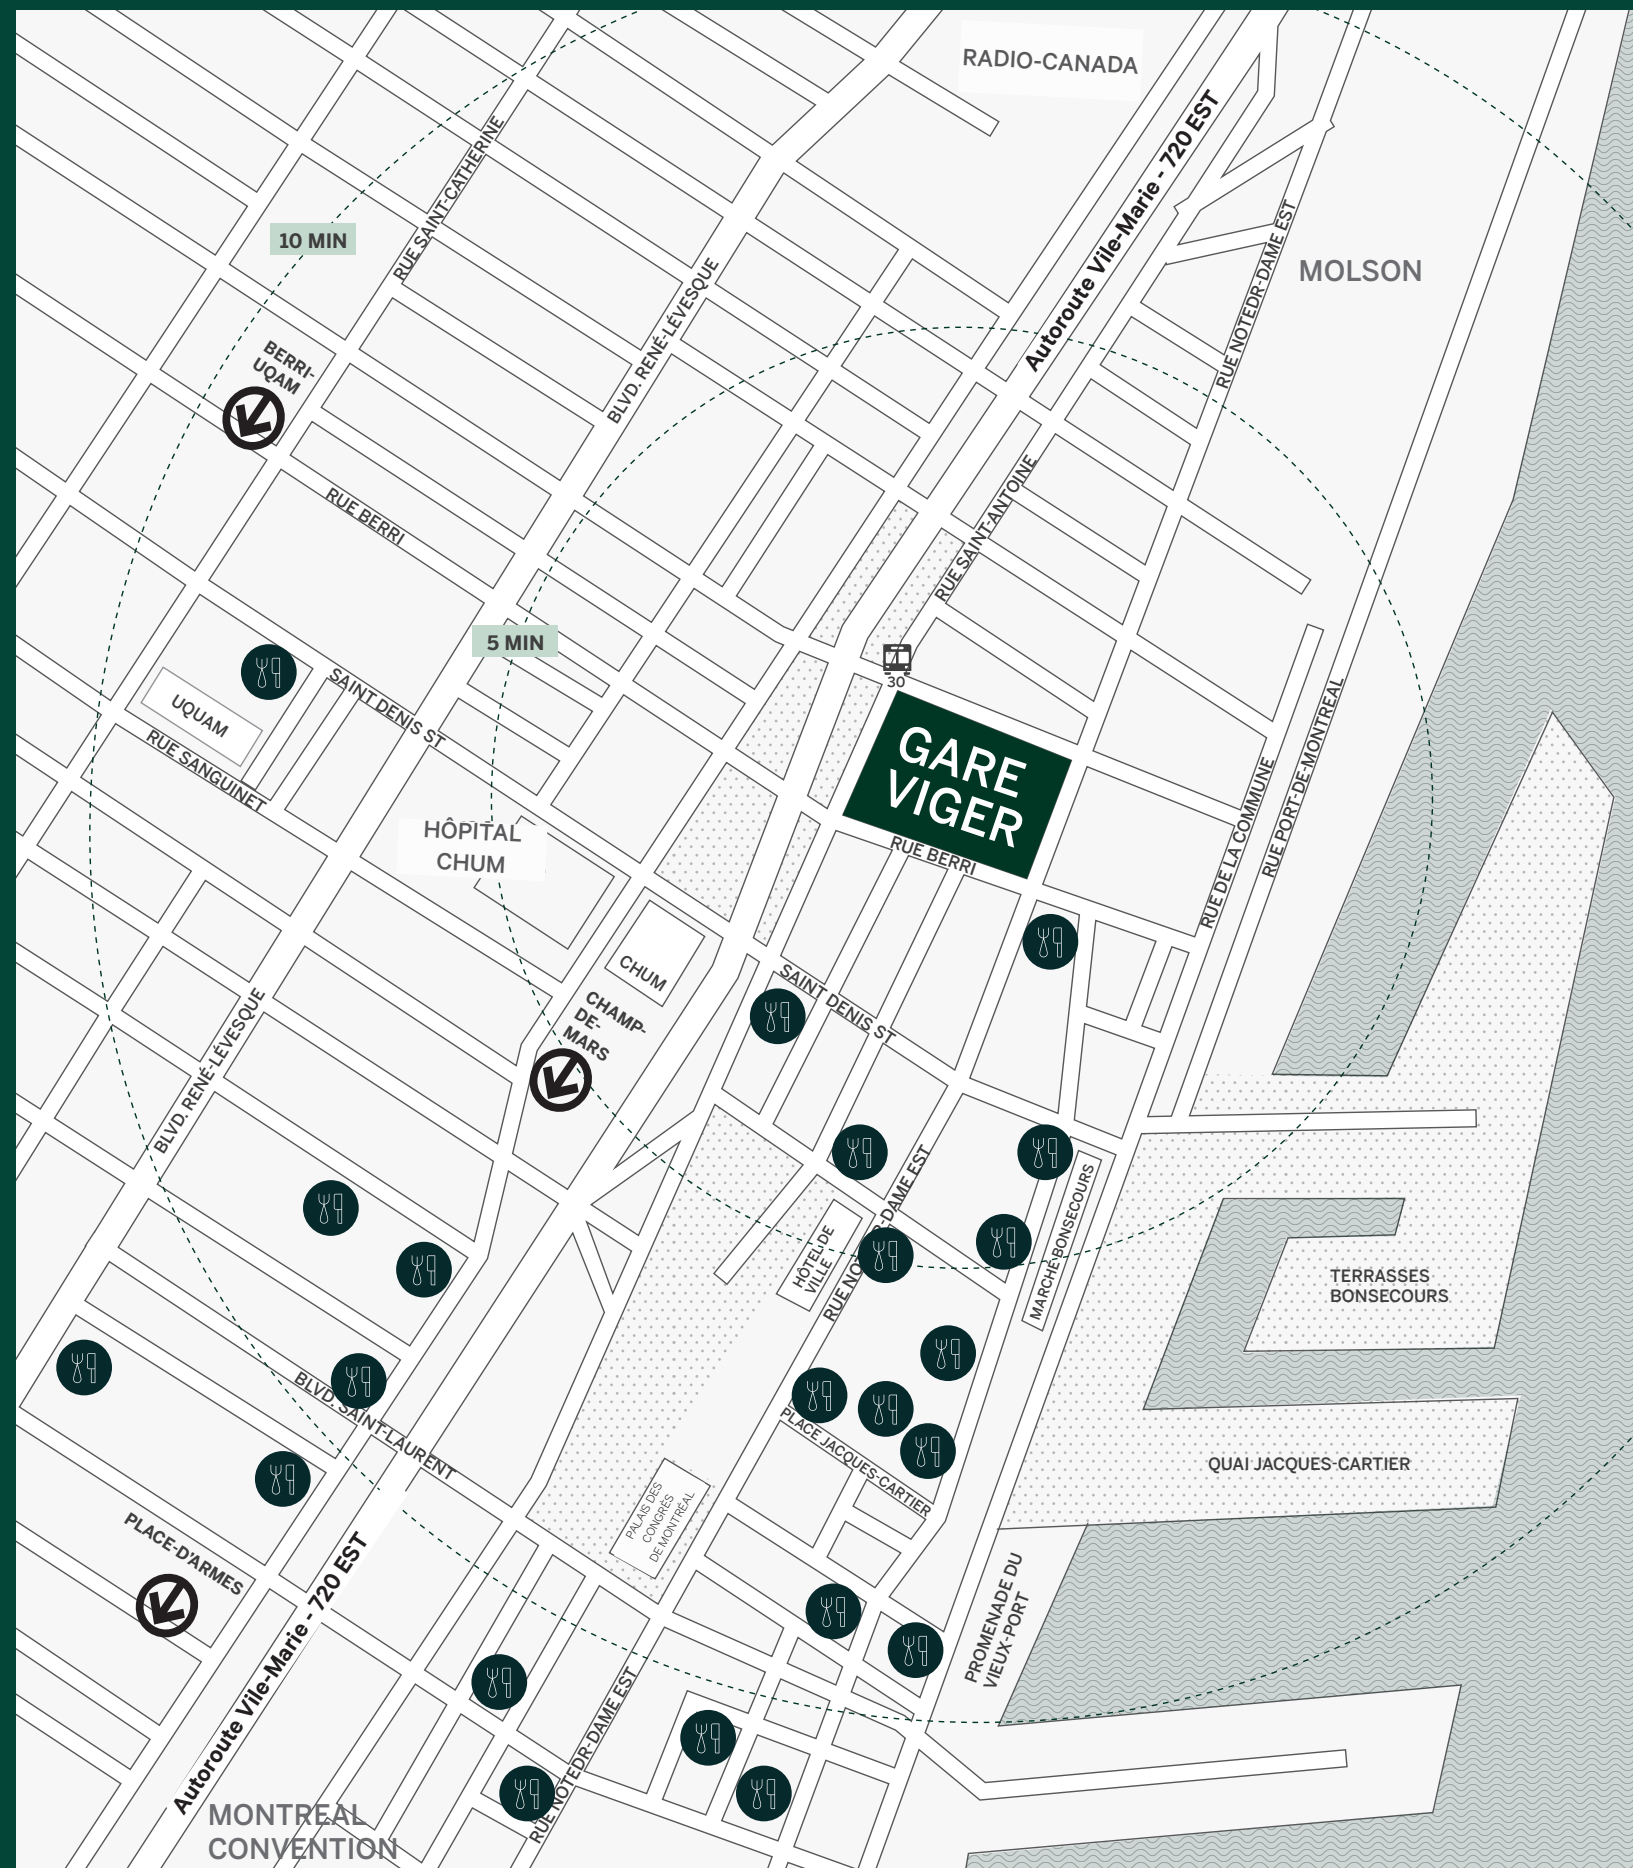 RADIO-CANADA
Autoroute Vile-Marie - 720 EST
RUE SAINT-CATHERINE
10 MIN
RUE NOTEDR-DAME EST
MOLSON
BLVD. RENÉ-LÉVESQUE
BERRI-
UQAM
RUE BERRI
RUE SAINT-ANTOINE
5 MIN
30
SAINT DENIS ST
UQUAM
RUE SANGUINET
GARE
VIGER
RUE BERRI
RUE DE LA COMMUNE
RUE PORT-DE-MONTREAL
HÔPITAL
CHUM
CHUM
SAINT DENIS ST
CHAMP-
DE-
MARS
BLVD. RENÉ-LÉVESQUE
MARCHÉ-BONSECOURS
HÔTEL DE
VILLE
RUE NO R-DAME EST
TERRASSES
BONSECOURS
BLVD. SAINT-LAURENT
PLACE JACQUES-CARTIER
QUAI JACQUES-CARTIER
PALAIS DES
CONGRÈS
DE MONTRÉAL
PLACE-D'ARMES
PROMENADE DU
VIEUX-PORT
Autoroute Vile-Marie - 720 EST
RUE NOTEDR-DAME EST
MONTREAL
CONVENTION